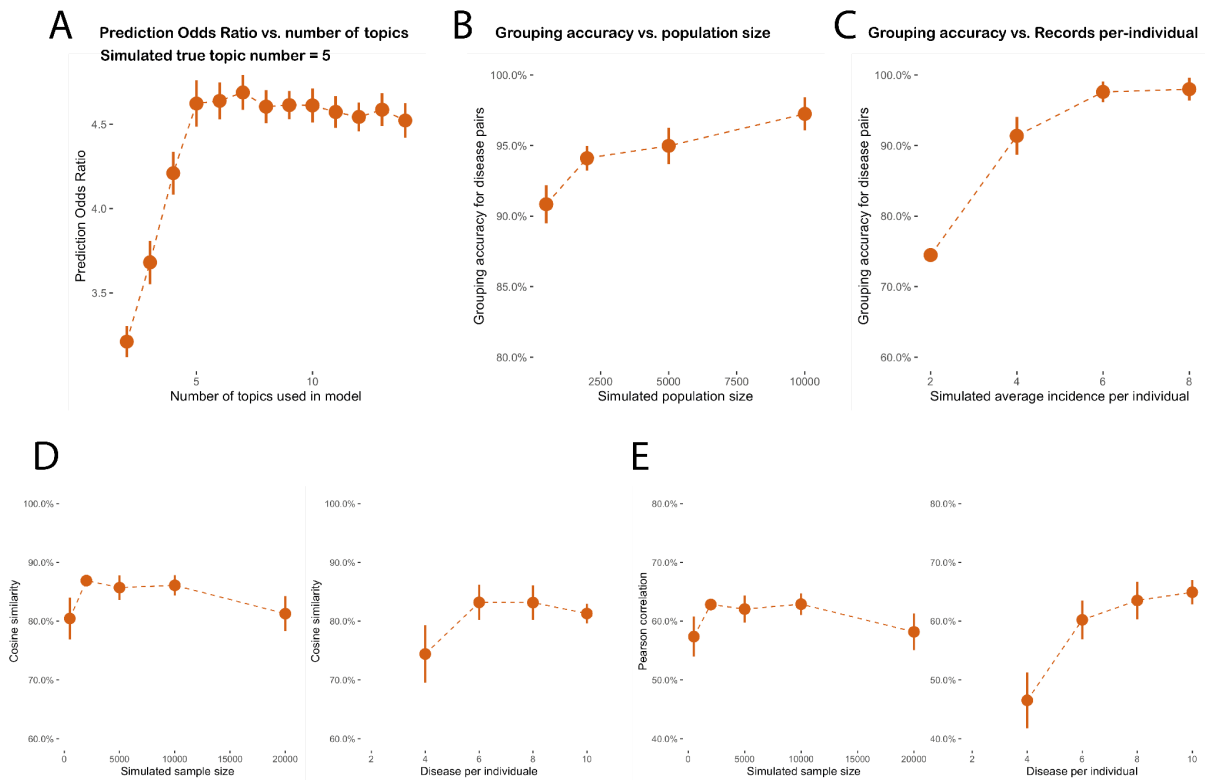 A
Prediction Odds Ratio vs. number of topics
Simulated true topic number = 5
Prediction Odds Ratio
4.5
4.0
3.5
5
10
Number of topics used in model
B
Grouping accuracy vs. population size
Grouping accuracy for disease pairs
100.0%
95.0%
90.0%
85.0%
80.0%
2500
5000
7500
10000
Simulated population size
C
Grouping accuracy vs. Records per-individual
Grouping accuracy for disease pairs
100.0%
90.0%
80.0%
70.0%
60.0%
2
4
6
8
Simulated average incidence per individual
D
Cosine similarity
100.0%
90.0%
80.0%
70.0%
60.0%
0
5000
10000
15000
20000
Simulated sample size
Cosine similarity
100.0%
90.0%
80.0%
70.0%
60.0%
2
4
6
8
10
Disease per individuale
E
Pearson correlation
80.0%
70.0%
60.0%
50.0%
40.0%
0
5000
10000
15000
20000
Simulated sample size
80.0%
70.0%
60.0%
50.0%
40.0%
2
4
6
8
10
Disease per individual